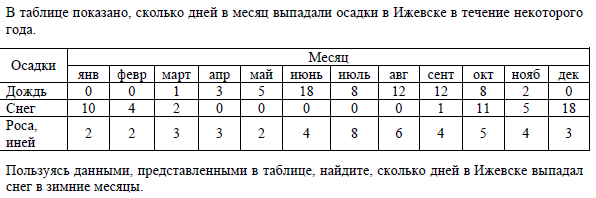 В таблице показано, сколько дней в месяц выпадали осадки в Ижевске в течение некоторого
года.
Осадки Месяц
янв февр март апр май июнь июль авг сент окт нояб дек
Дождь 0 0 1 3 5 18 8 12 12 8 2 0
Снег 10 4 2 0 0 0 0 0 1 11 5 18
Роса,
иней 2 2 3 3 2 4 8 6 4 5 4 3
Пользуясь данными, представленными в таблице, найдите, сколько дней в Ижевске выпадал
снег в зимние месяцы.